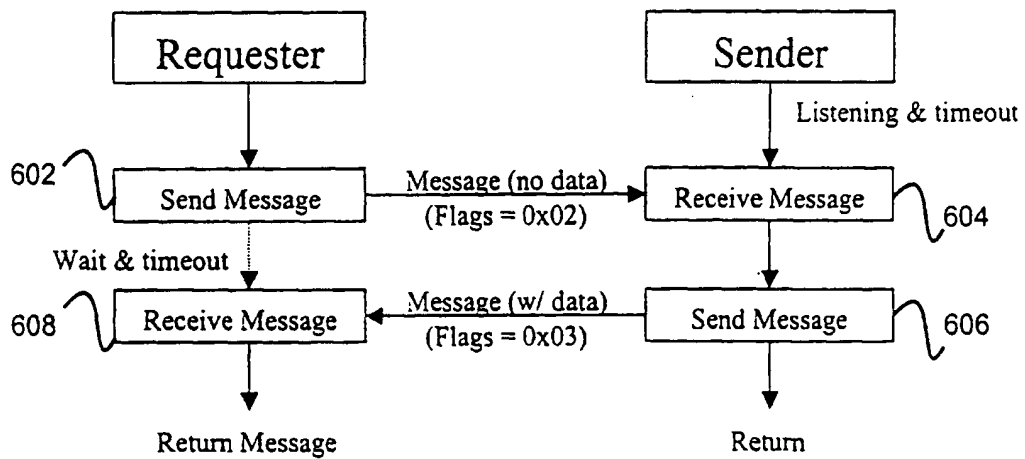 Requester
Sender
Listening & timeout
602
Send Message
Message (no data)
(Flags = 0x02)
Receive Message
604
Wait & timeout
608
Receive Message
Message (w/ data)
(Flags = 0x03)
Send Message
606
Return Message
Return